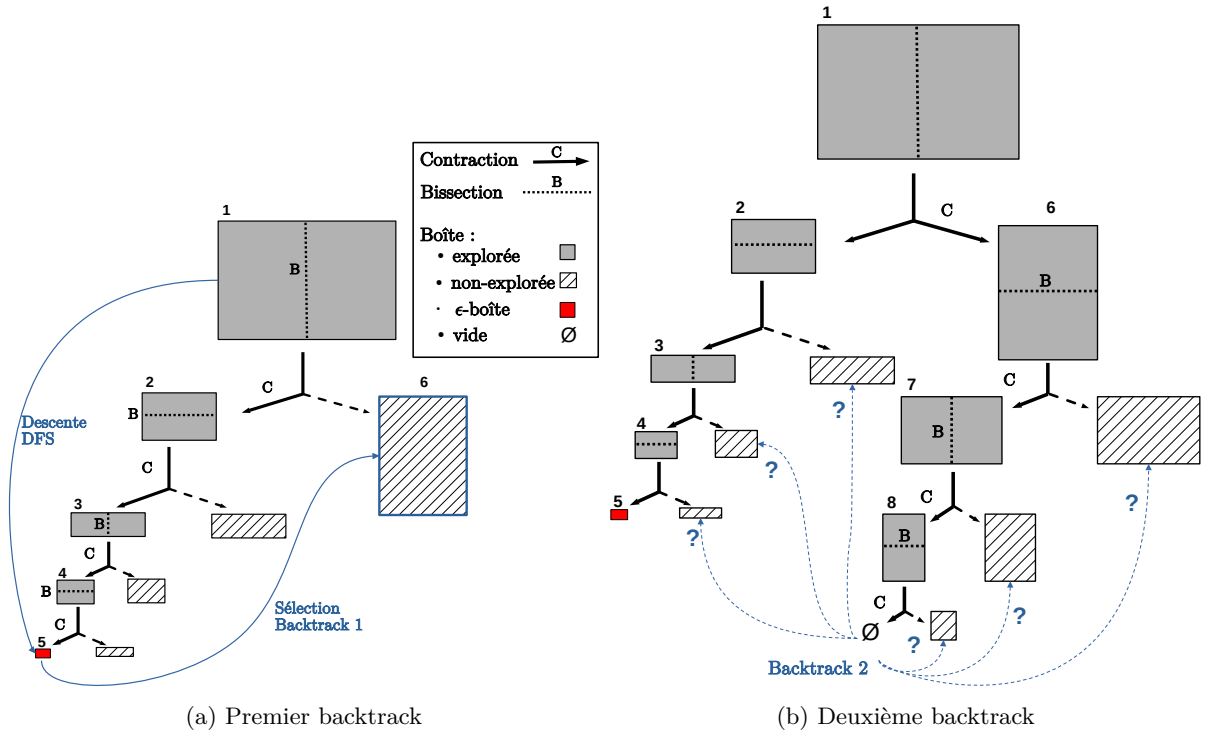 1
B
2
B
C
6
Descente
DFS
C
3
B
C
4
B
C
5
Sélection
Backtrack 1
Contraction C
Bissection B
Boîte :
• explorée
• non-explorée
· ϵ-boîte
• vide Ø
(a) Premier backtrack
1
C
2
6
B
3
C
7
?
4
B
?
5
C
?
8
?
B
C
?
Ø
?
Backtrack 2
(b) Deuxième backtrack